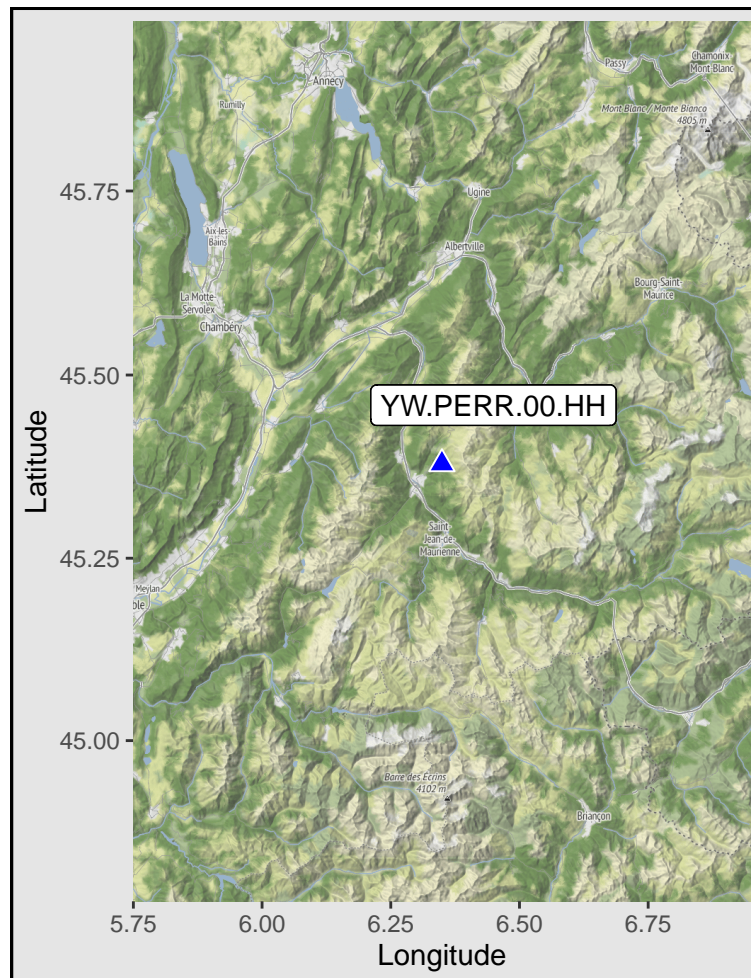 Chamonix
Mont Blanc
Passy
Annecy
Rumilly
Mont Blanc / Monte Bianco
4805 m
45.75
Ugine
Aix-les
Bains
Albertville
Bourg-Saint-
Maurice
La Motte-
Servolex
Chambéry
45.50
YW.PERR.00.HH
Latitude
Saint
Jean-de-
Maurienne
45.25
Meylan
ble
45.00
Barre des Écrins
4102 m
Briançon
5.75
6.00
6.25
6.50
6.75
Longitude